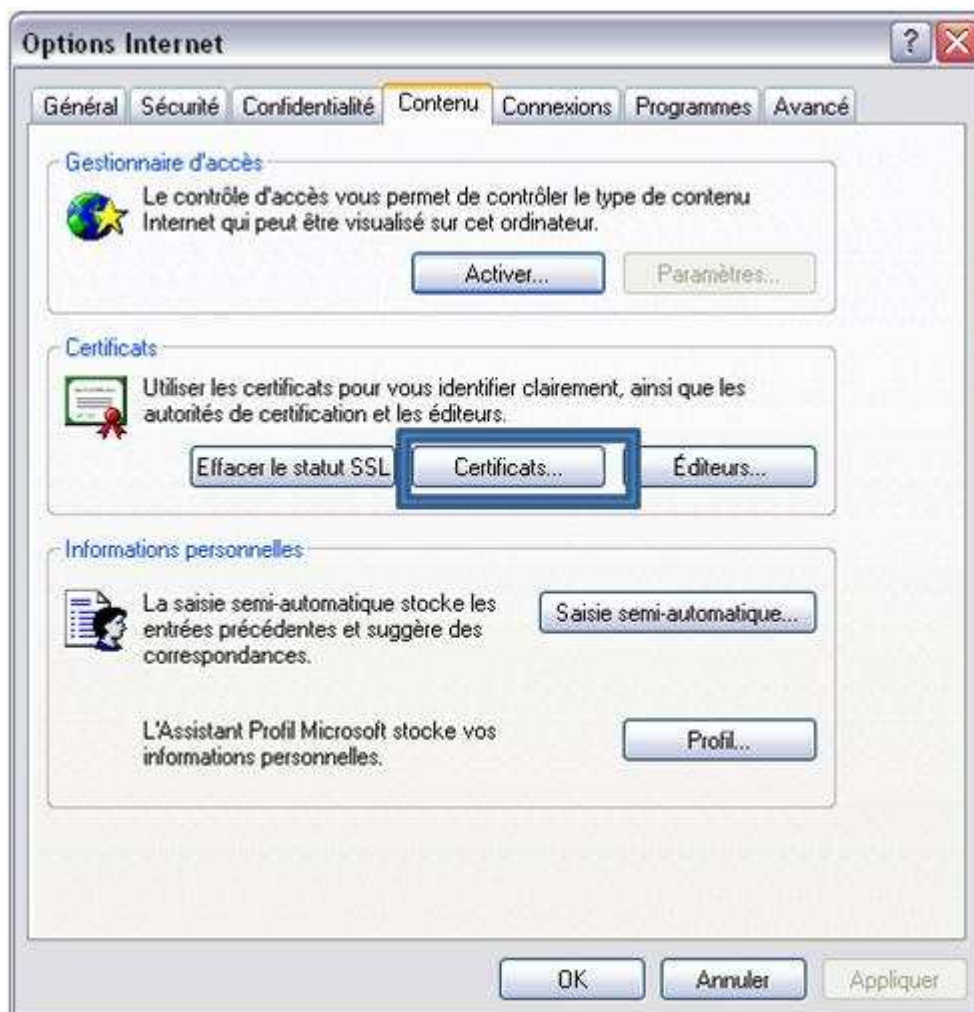 Options Internet
Général Sécurité Confidentialité Contenu Connexions Programmes Avancé
Gestionnaire d'accès
Le contrôle d'accès vous permet de contrôler le type de contenu
Internet qui peut être visualisé sur cet ordinateur.
Activer... Paramètres...
Certificats
Utiliser les certificats pour vous identifier clairement, ainsi que les
autorités de certification et les éditeurs.
Effacer le statut SSL Certificats... Éditeurs...
Informations personnelles
La saisie semi-automatique stocke les
entrées précédentes et suggère des
correspondances.
Saisie semi-automatique...
L'Assistant Profil Microsoft stocke vos
informations personnelles.
Profil...
OK Annuler Appliquer